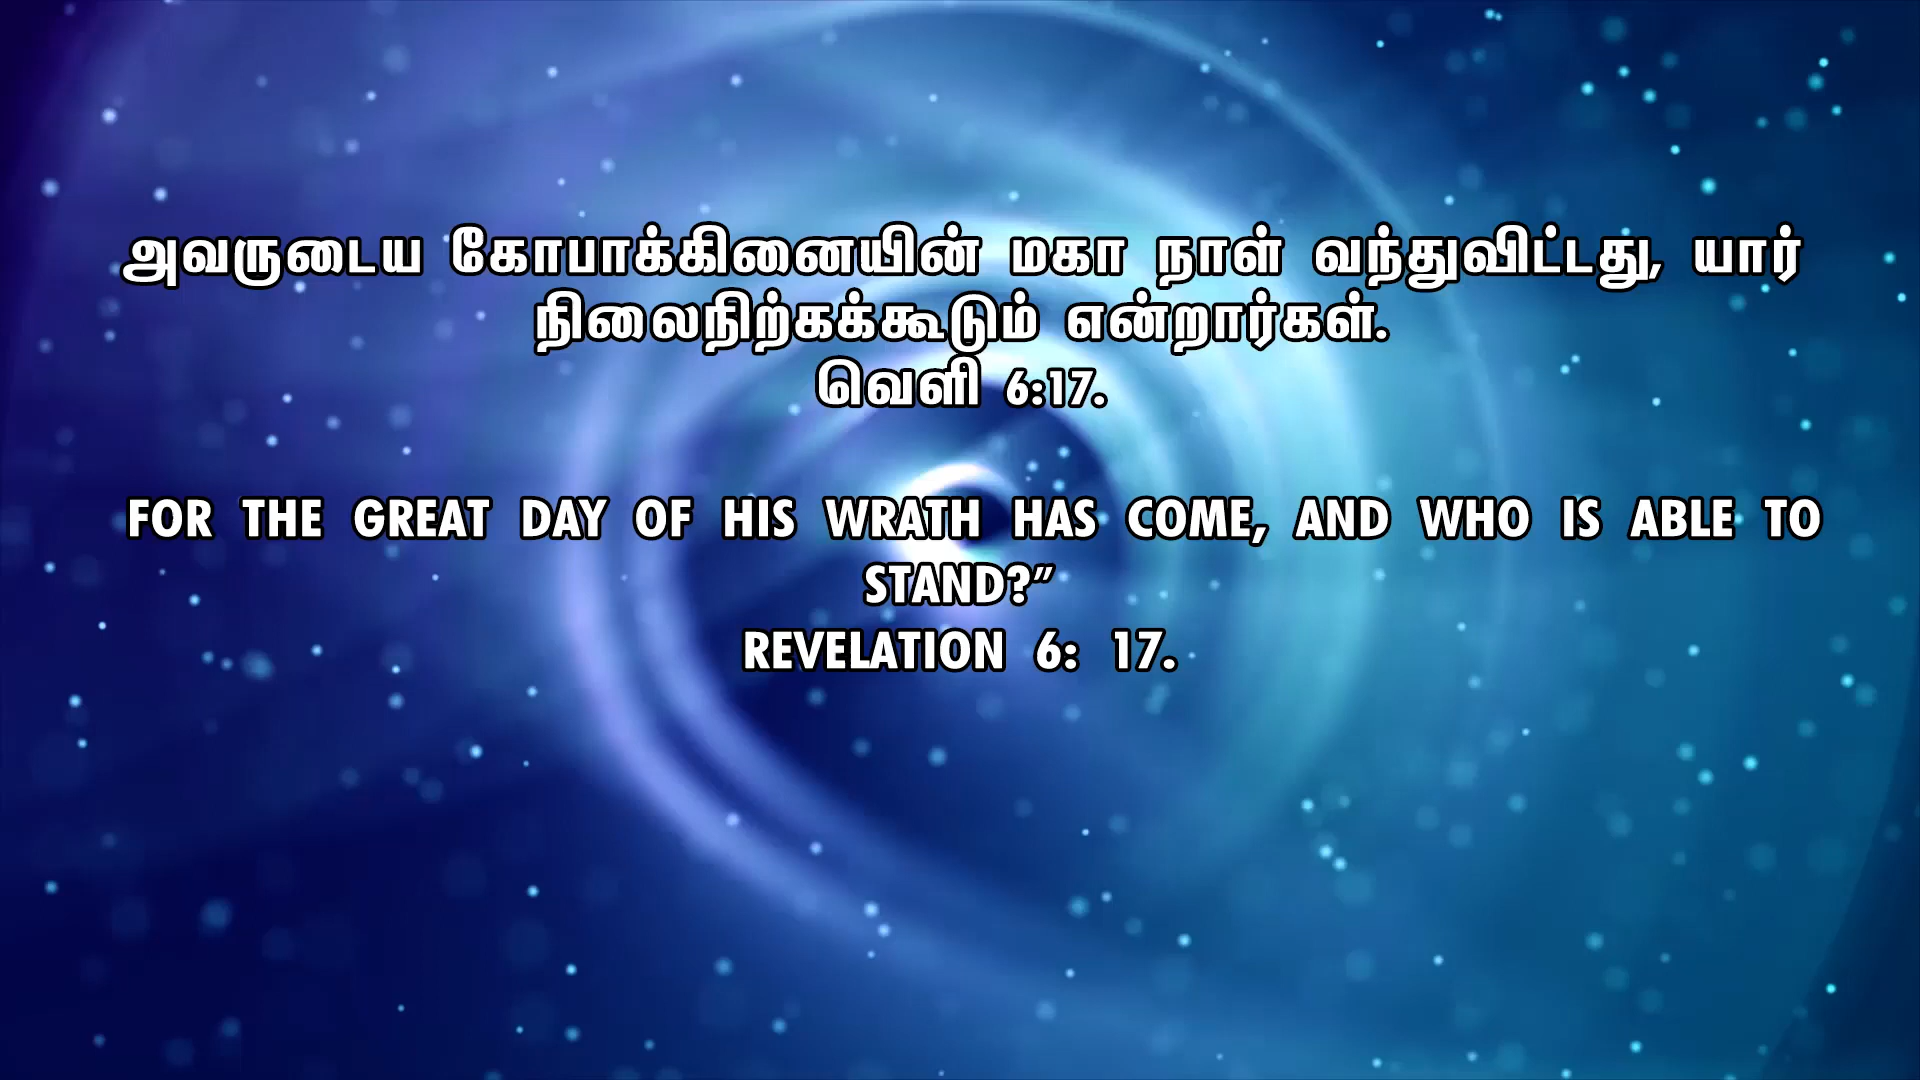 அவருடைய கோபாக்கினையின் மகா நாள் வந்துவிட்டது, யார்
நிலைநிற்கக்கூடும் என்றார்கள்.
வெளி 6:17.
FOR THE GREAT DAY OF HIS WRATH HAS COME, AND WHO IS ABLE TO
STAND?”
REVELATION 6: 17.